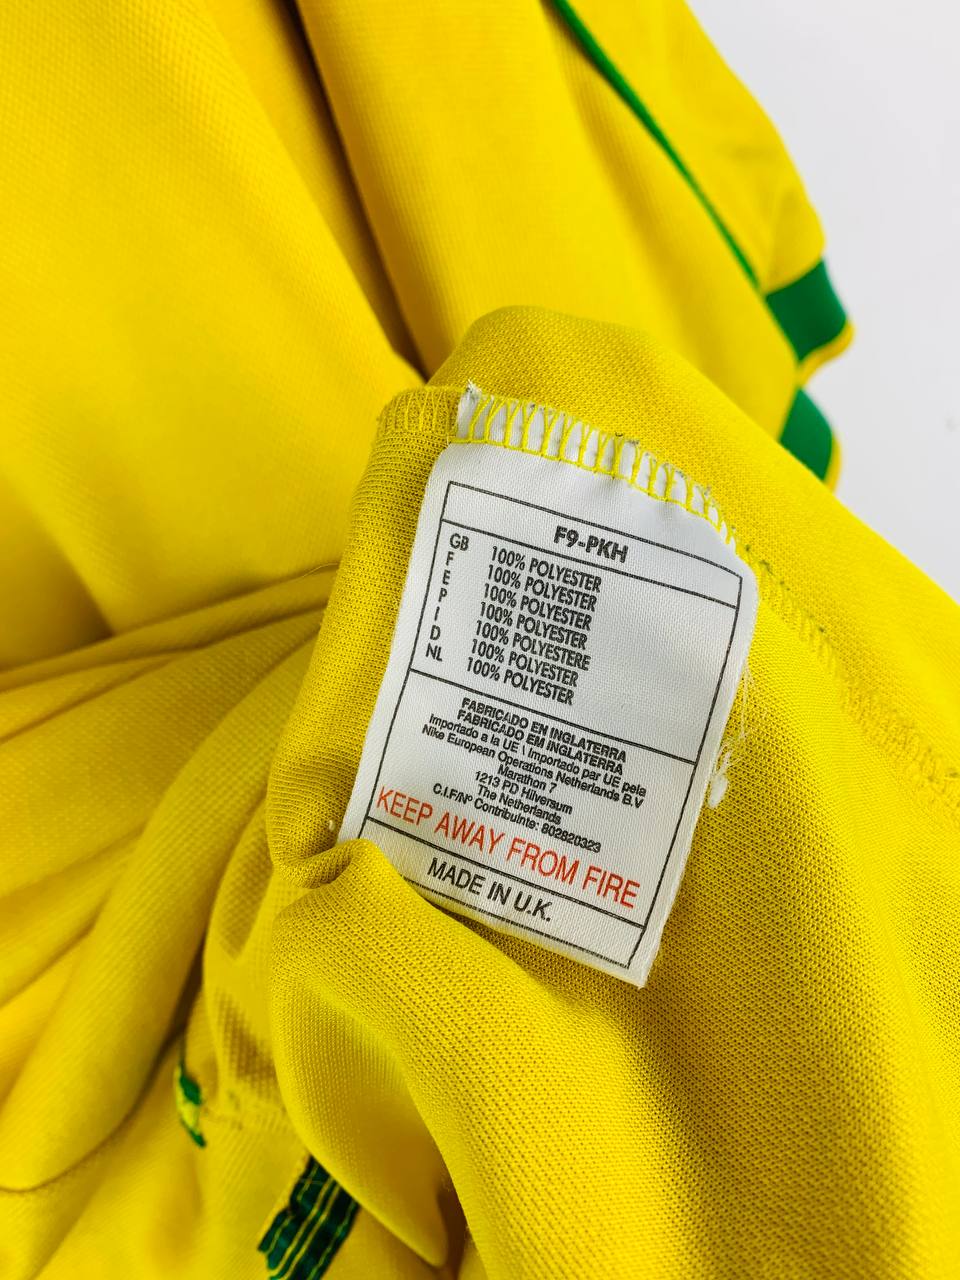 F9-PKH
GB 100% POLYESTER
F 100% POLYESTER
E 100% POLYESTER
P 100% POLYESTER
I 100% POLYESTERE
D 100% POLYESTER
NL 100% POLYESTER
FABRICADO EN INGLATERRA
FABRICADO EM INGLATERRA
Importado a la UE \ Importado par UE pela
Nike European Operations Netherlands B.V
Marathon 7
1213 PD Hilversum
The Netherlands
C.I.F/Nº Contribuinte: 802820323
KEEP AWAY FROM FIRE
MADE IN U.K.